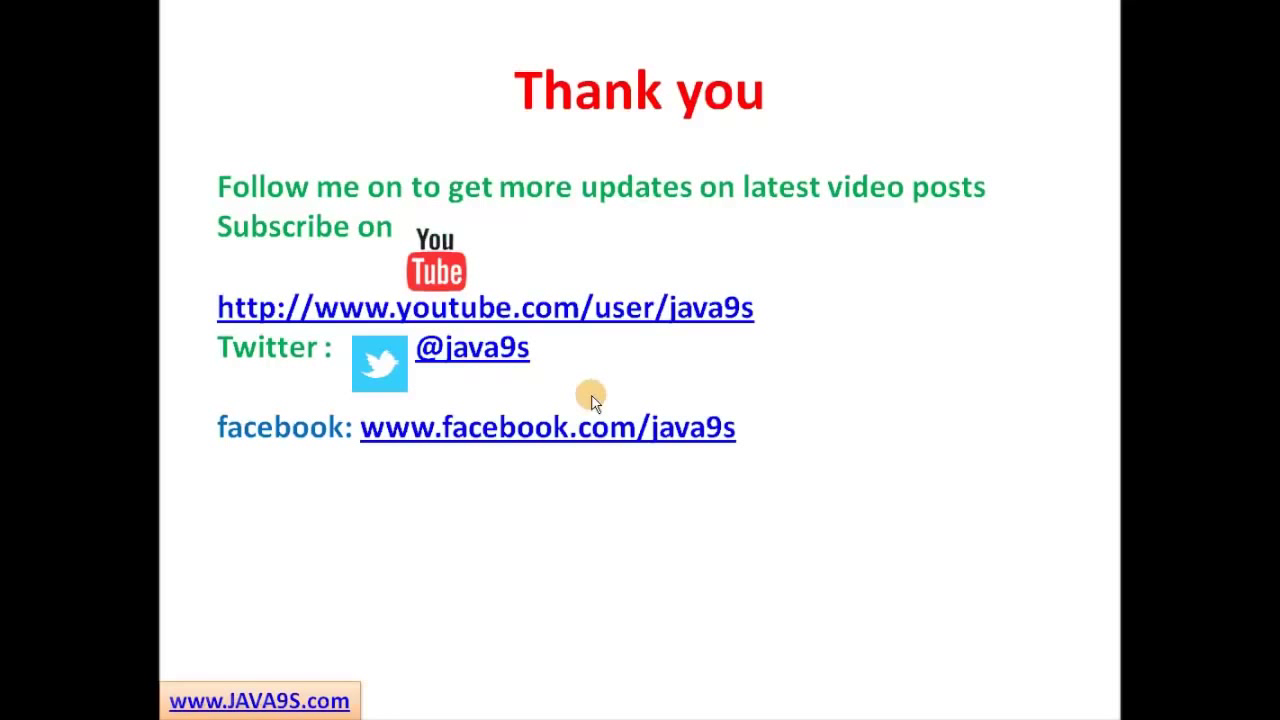 Thank you
Follow me on to get more updates on latest video posts
Subscribe on
You
Tube
http://www.youtube.com/user/java9s
Twitter : @java9s
facebook: www.facebook.com/java9s
www.JAVA9S.com